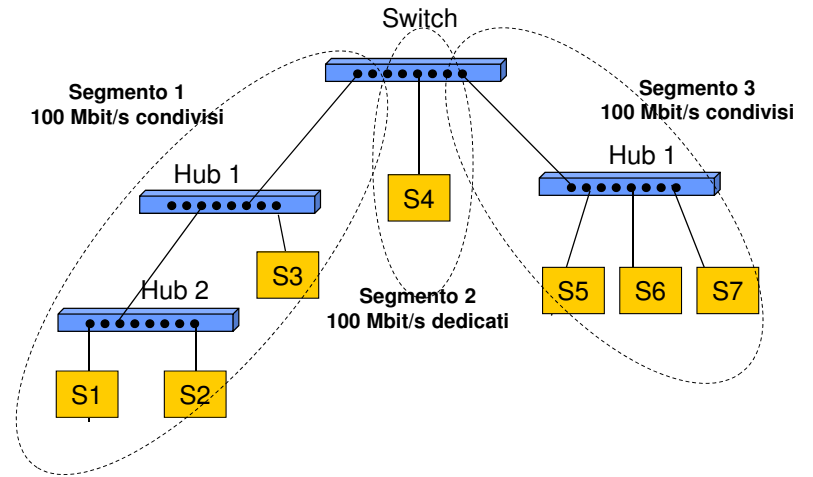 Switch
Segmento 1
100 Mbit/s condivisi
Segmento 3
100 Mbit/s condivisi
Hub 1
Hub 1
S4
S3
Hub 2
Segmento 2
100 Mbit/s dedicati
S5
S6
S7
S1
S2